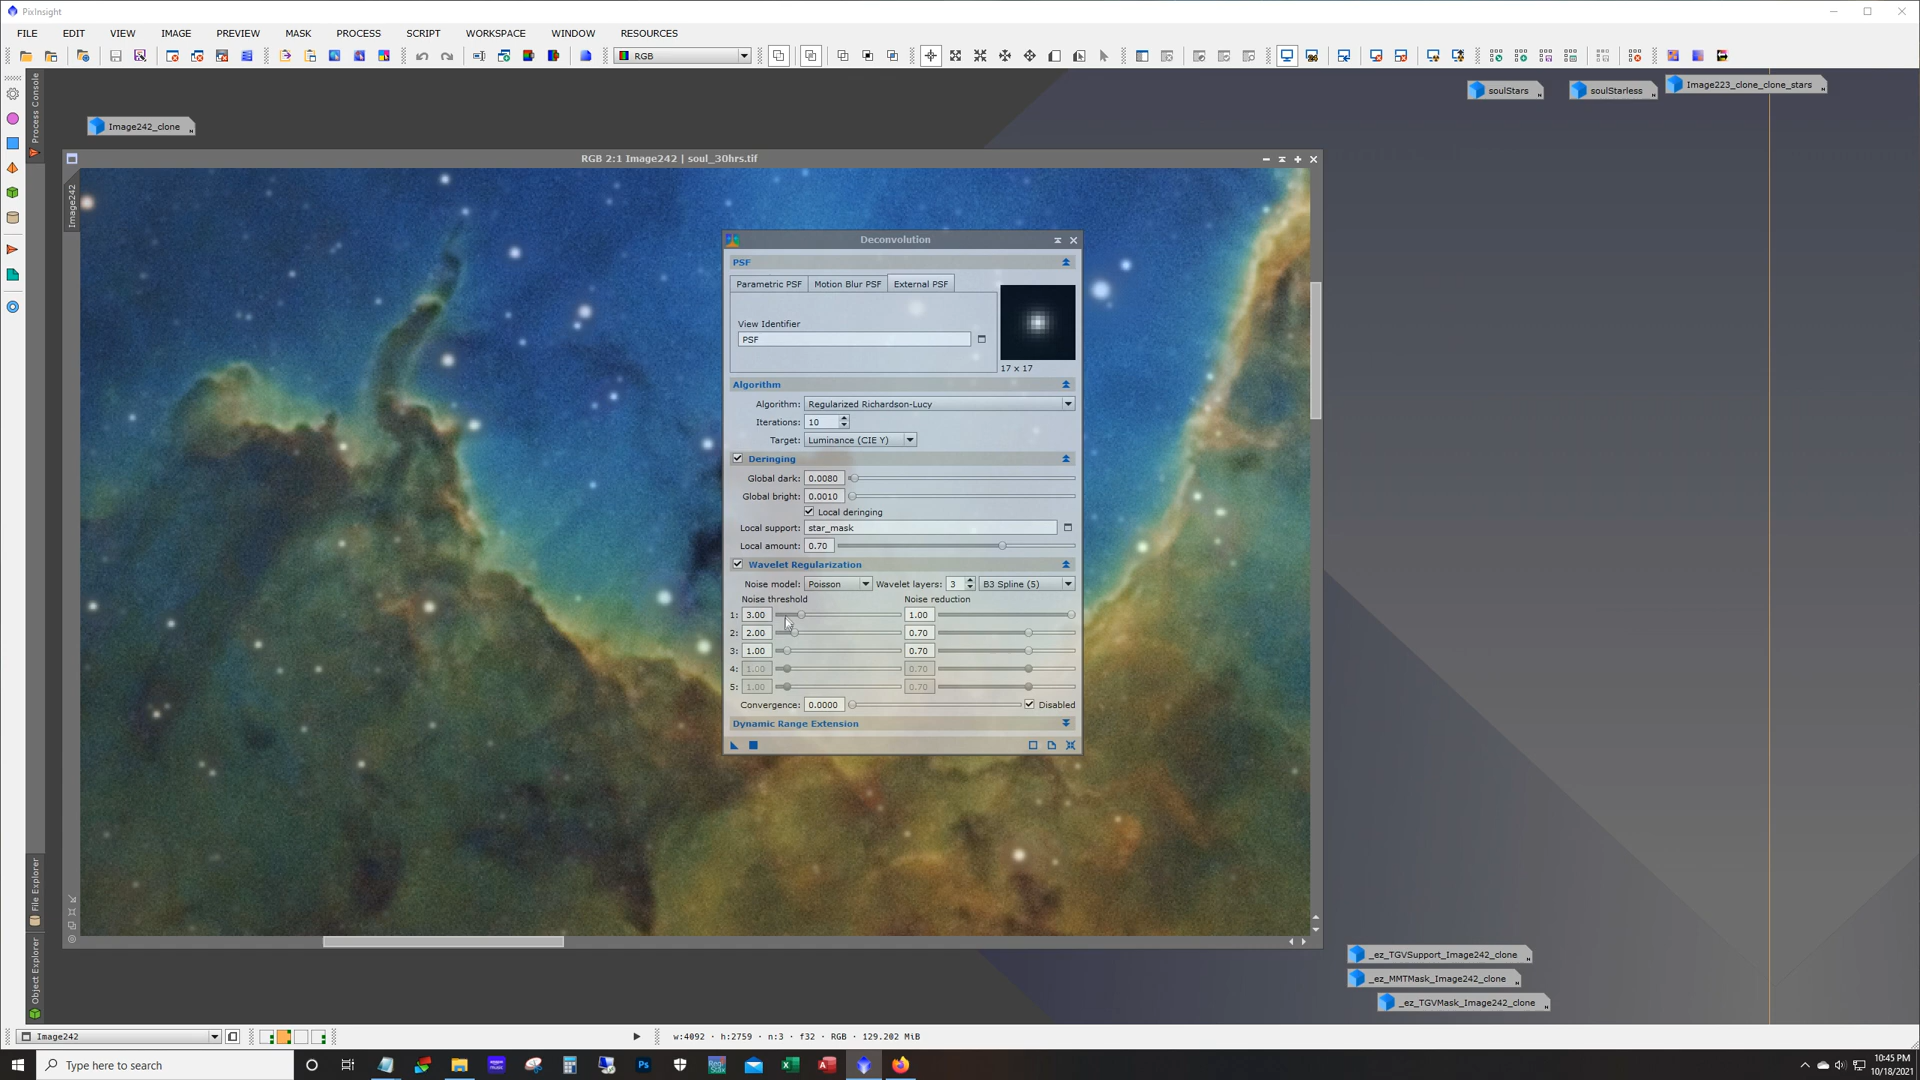 PixInsight
FILE EDIT VIEW IMAGE PREVIEW MASK PROCESS SCRIPT WORKSPACE WINDOW RESOURCES
RGB
Process Console
soulStars
soulStarless
Image223_clone_clone_stars
Image242_clone
RGB 2:1 Image242 | soul_30hrs.tif
Image242
Deconvolution
PSF
Parametric PSF Motion Blur PSF External PSF
View Identifier
PSF
17 x 17
Algorithm
Algorithm: Regularized Richardson-Lucy
Iterations: 10
Target: Luminance (CIE Y)
Deringing
Global dark: 0.0080
Global bright: 0.0010
Local deringing
Local support: star_mask
Local amount: 0.70
Wavelet Regularization
Noise model: Poisson Wavelet layers: 3 B3 Spline (5)
Noise threshold Noise reduction
1: 3.00 1.00
2: 2.00 0.70
3: 1.00 0.70
4: 1.00 0.70
5: 1.00 0.70
Convergence: 0.0000 Disabled
Dynamic Range Extension
File Explorer
Object Explorer
_ez_TGVSupport_Image242_clone
_ez_MMTMask_Image242_clone
_ez_TGVMask_Image242_clone
Image242
w:4092 · h:2759 · n:3 · f32 · RGB · 129.202 MiB
Type here to search
Ps
10:45 PM
10/18/2021